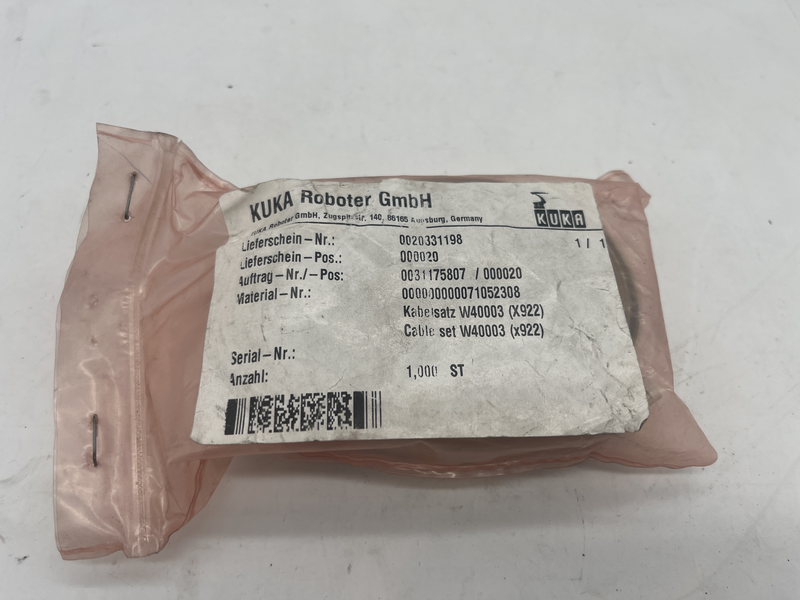 KUKA Roboter GmbH
KUKA Roboter GmbH, Zugspitzstr. 140, 86165 Augsburg, Germany
KUKA
Lieferschein-Nr.: 0020331198 1 / 1
Lieferschein-Pos.: 000020
Auftrag-Nr./-Pos: 0031175807 / 000020
Material-Nr.: 000000000071052308
Kabelsatz W40003 (X922)
Cable set W40003 (x922)
Serial-Nr.:
Anzahl: 1,000 ST